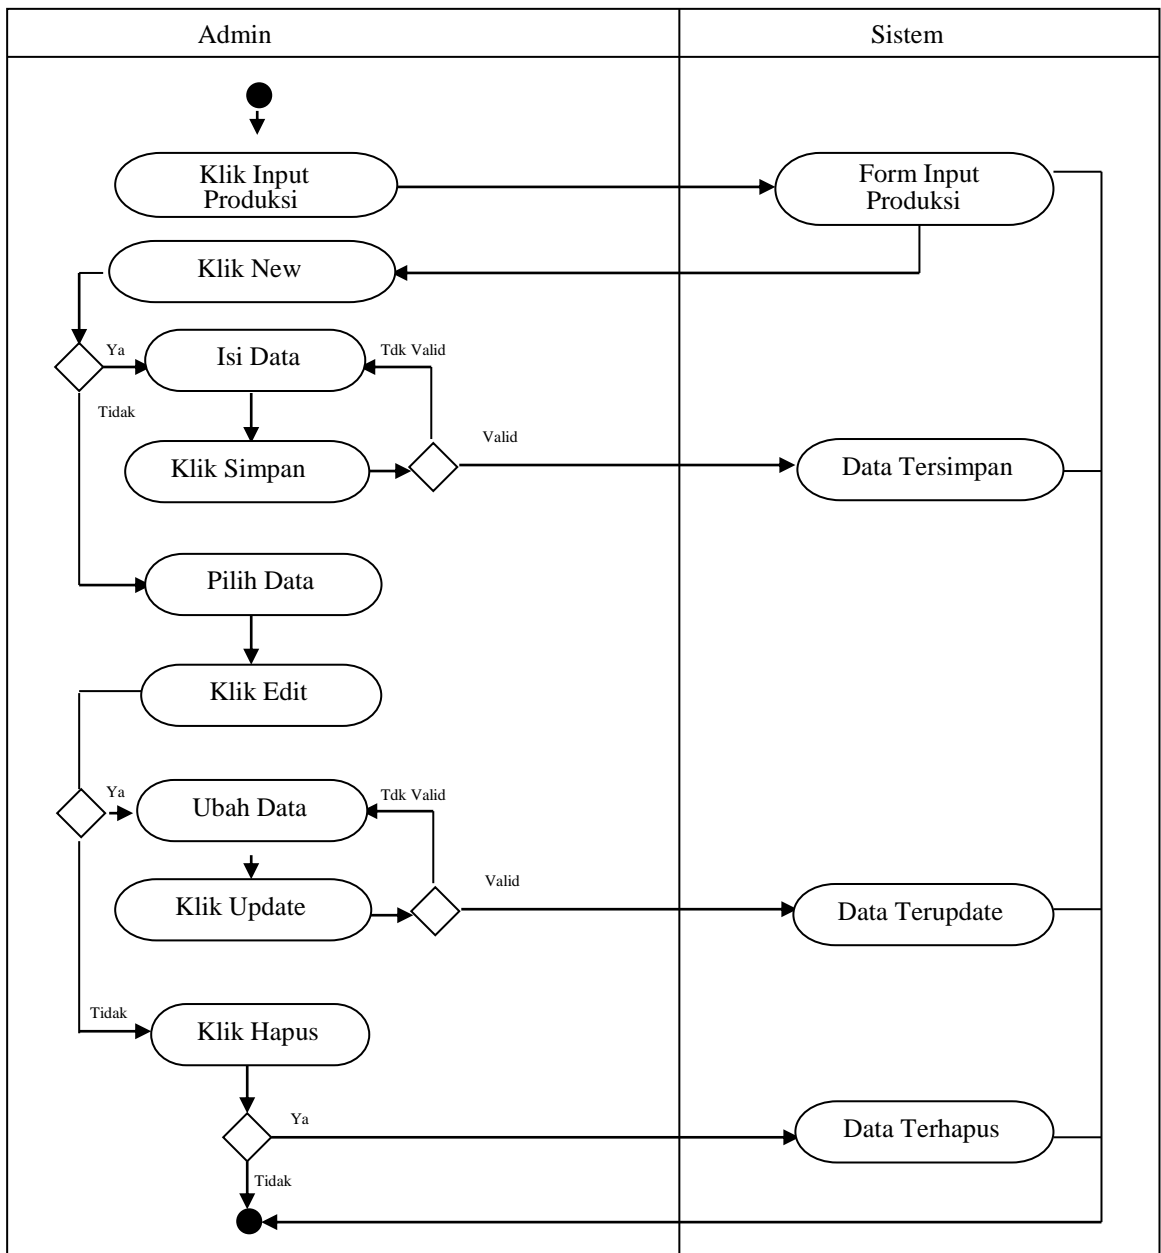 Admin
Sistem
Klik Input
Produksi
Form Input
Produksi
Klik New
Ya
Isi Data
Tdk Valid
Tidak
Klik Simpan
Valid
Data Tersimpan
Pilih Data
Klik Edit
Ya
Ubah Data
Tdk Valid
Klik Update
Valid
Data Terupdate
Tidak
Klik Hapus
Ya
Data Terhapus
Tidak